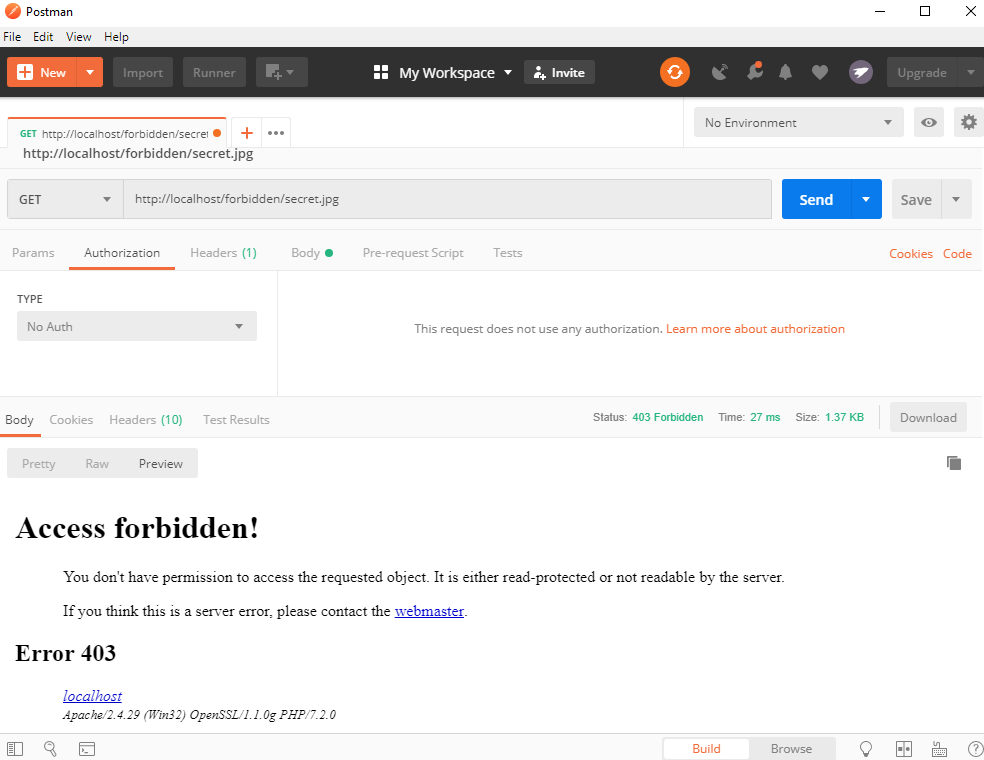 Postman
File Edit View Help
New Import Runner My Workspace Invite Upgrade
GET http://localhost/forbidden/secret No Environment
http://localhost/forbidden/secret.jpg
GET http://localhost/forbidden/secret.jpg Send Save
Params Authorization Headers (1) Body Pre-request Script Tests Cookies Code
TYPE
No Auth
This request does not use any authorization. Learn more about authorization
Body Cookies Headers (10) Test Results Status: 403 Forbidden Time: 27 ms Size: 1.37 KB Download
Pretty Raw Preview
Access forbidden!
You don't have permission to access the requested object. It is either read-protected or not readable by the server.
If you think this is a server error, please contact the webmaster.
Error 403
localhost
Apache/2.4.29 (Win32) OpenSSL/1.1.0g PHP/7.2.0
Build Browse